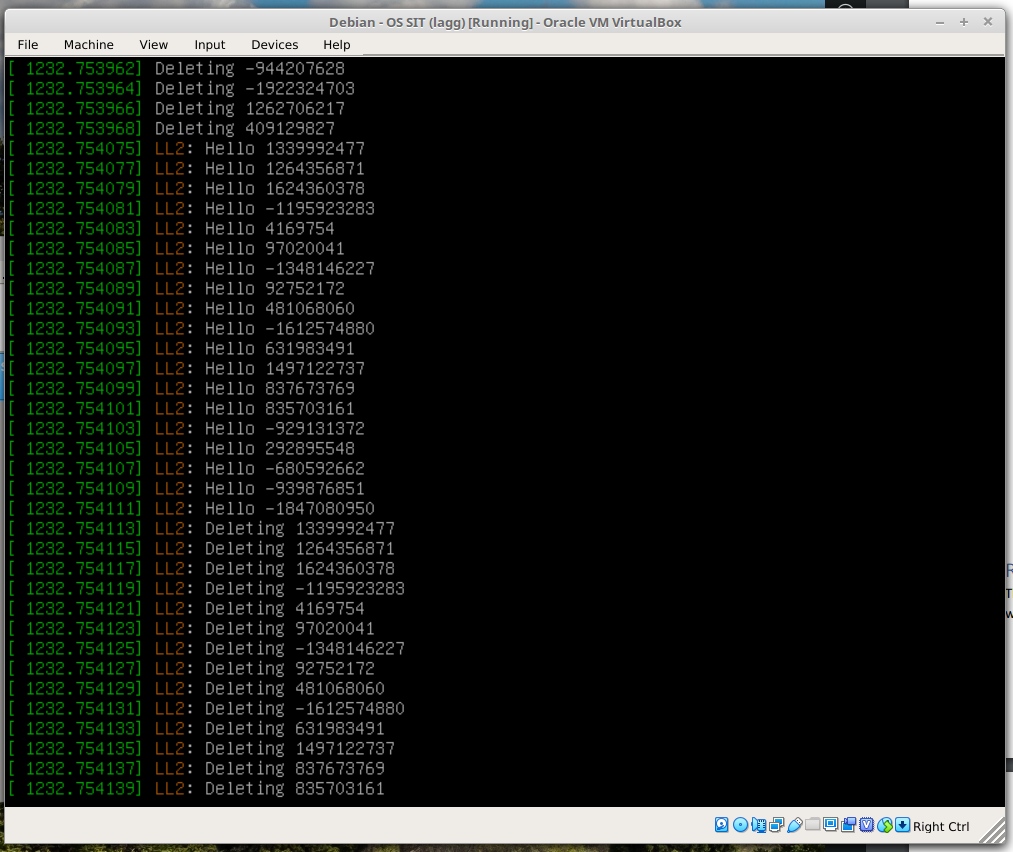 Debian - OS SIT (lagg) [Running] - Oracle VM VirtualBox
File Machine View Input Devices Help
[ 1232.753962] Deleting -944207628
[ 1232.753964] Deleting -1922324703
[ 1232.753966] Deleting 1262706217
[ 1232.753968] Deleting 409129827
[ 1232.754075] LL2: Hello 1339992477
[ 1232.754077] LL2: Hello 1264356871
[ 1232.754079] LL2: Hello 1624360378
[ 1232.754081] LL2: Hello -1195923283
[ 1232.754083] LL2: Hello 4169754
[ 1232.754085] LL2: Hello 97020041
[ 1232.754087] LL2: Hello -1348146227
[ 1232.754089] LL2: Hello 92752172
[ 1232.754091] LL2: Hello 481068060
[ 1232.754093] LL2: Hello -1612574880
[ 1232.754095] LL2: Hello 631983491
[ 1232.754097] LL2: Hello 1497122737
[ 1232.754099] LL2: Hello 837673769
[ 1232.754101] LL2: Hello 835703161
[ 1232.754103] LL2: Hello -929131372
[ 1232.754105] LL2: Hello 292895548
[ 1232.754107] LL2: Hello -680592662
[ 1232.754109] LL2: Hello -939876851
[ 1232.754111] LL2: Hello -1847080950
[ 1232.754113] LL2: Deleting 1339992477
[ 1232.754115] LL2: Deleting 1264356871
[ 1232.754117] LL2: Deleting 1624360378
[ 1232.754119] LL2: Deleting -1195923283
[ 1232.754121] LL2: Deleting 4169754
[ 1232.754123] LL2: Deleting 97020041
[ 1232.754125] LL2: Deleting -1348146227
[ 1232.754127] LL2: Deleting 92752172
[ 1232.754129] LL2: Deleting 481068060
[ 1232.754131] LL2: Deleting -1612574880
[ 1232.754133] LL2: Deleting 631983491
[ 1232.754135] LL2: Deleting 1497122737
[ 1232.754137] LL2: Deleting 837673769
[ 1232.754139] LL2: Deleting 835703161
Right Ctrl